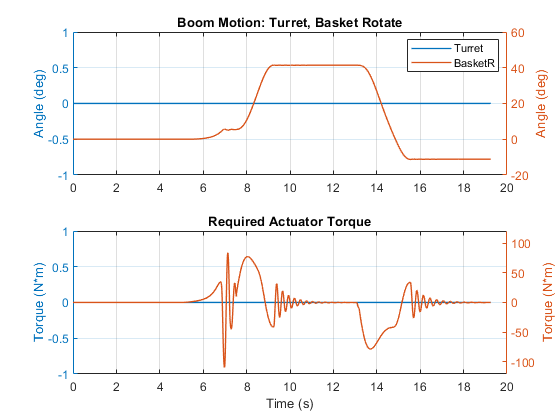 Boom Motion: Turret, Basket Rotate
Angle (deg)
1
0.5
0
-0.5
-1
60
40
20
0
-20
Angle (deg)
Turret
BasketR
0 2 4 6 8 10 12 14 16 18 20
Required Actuator Torque
Torque (N*m)
1
0.5
0
-0.5
-1
100
50
0
-50
-100
Torque (N*m)
0 2 4 6 8 10 12 14 16 18 20
Time (s)